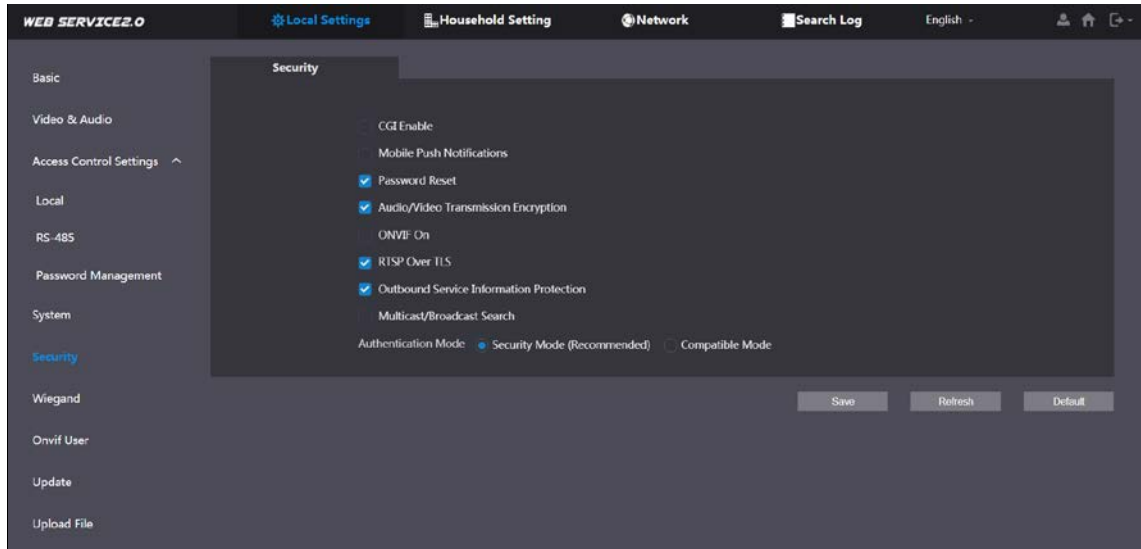 WEB SERVICE2.0 Local Settings Household Setting Network Search Log English
Basic
Video & Audio
Access Control Settings
Local
RS-485
Password Management
System
Security
Wiegand
Onvif User
Update
Upload File
Security
CGI Enable
Mobile Push Notifications
Password Reset
Audio/Video Transmission Encryption
ONVIF On
RTSP Over TLS
Outbound Service Information Protection
Multicast/Broadcast Search
Authentication Mode Security Mode (Recommended) Compatible Mode
Save Refresh Default